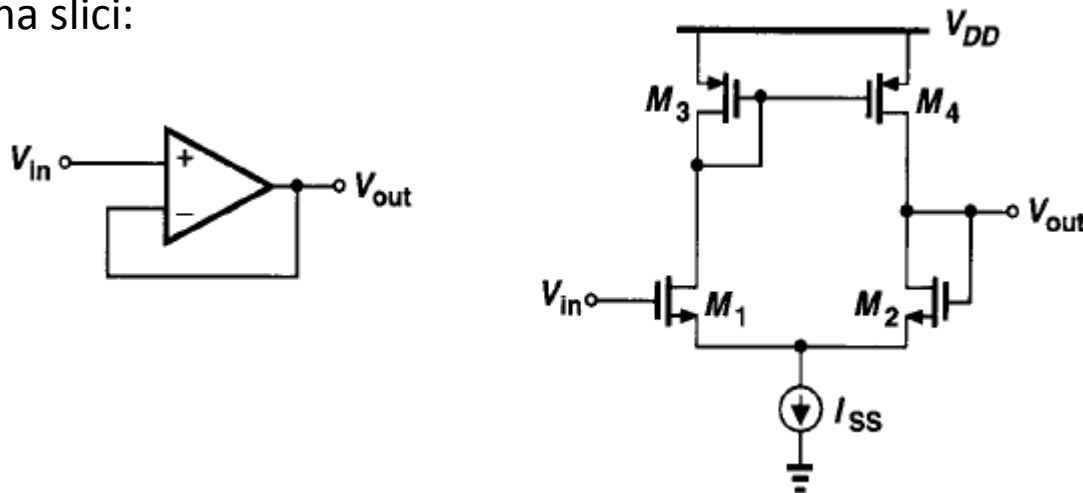 na slici:
V_DD
M_3
M_4
V_in
+
−
V_out
V_out
V_in
M_1
M_2
I_SS